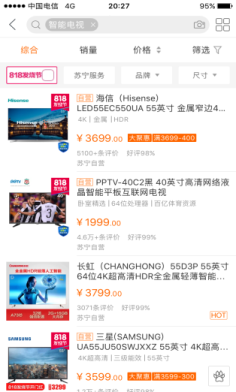 中国电信 4G 20:27 95%
智能电视 ×
综合 销量 价格 筛选
818发烧节 苏宁服务 品牌 尺寸
Hisense 818
自营 海信（Hisense）
LED55EC550UA 55英寸 金属窄边4...
4K | 金属 | HDR
¥3699.00 大聚惠 满3699-400
5100+条评价 好评98%
苏宁自营
PPTV 818
自营 PPTV-40C2黑 40英寸高清网络液
晶智能平板互联网电视
卧室精选 | 64位处理器 | 百亿体育资源
¥1999.00
4.6万+条评价 好评99%
苏宁自营
长虹（CHANGHONG）55D3P 55英寸
64位4K超高清HDR全金属轻薄智能...
¥3799.00
3071条评价 好评99%
苏宁自营 HOT
SAMSUNG 818
自营 三星(SAMSUNG)
UA55JU50SWJXXZ 55英寸 4K超高...
4K超高清 | 三级能效 | 55英寸
¥3599.00 大聚惠 满3000-300
$3299